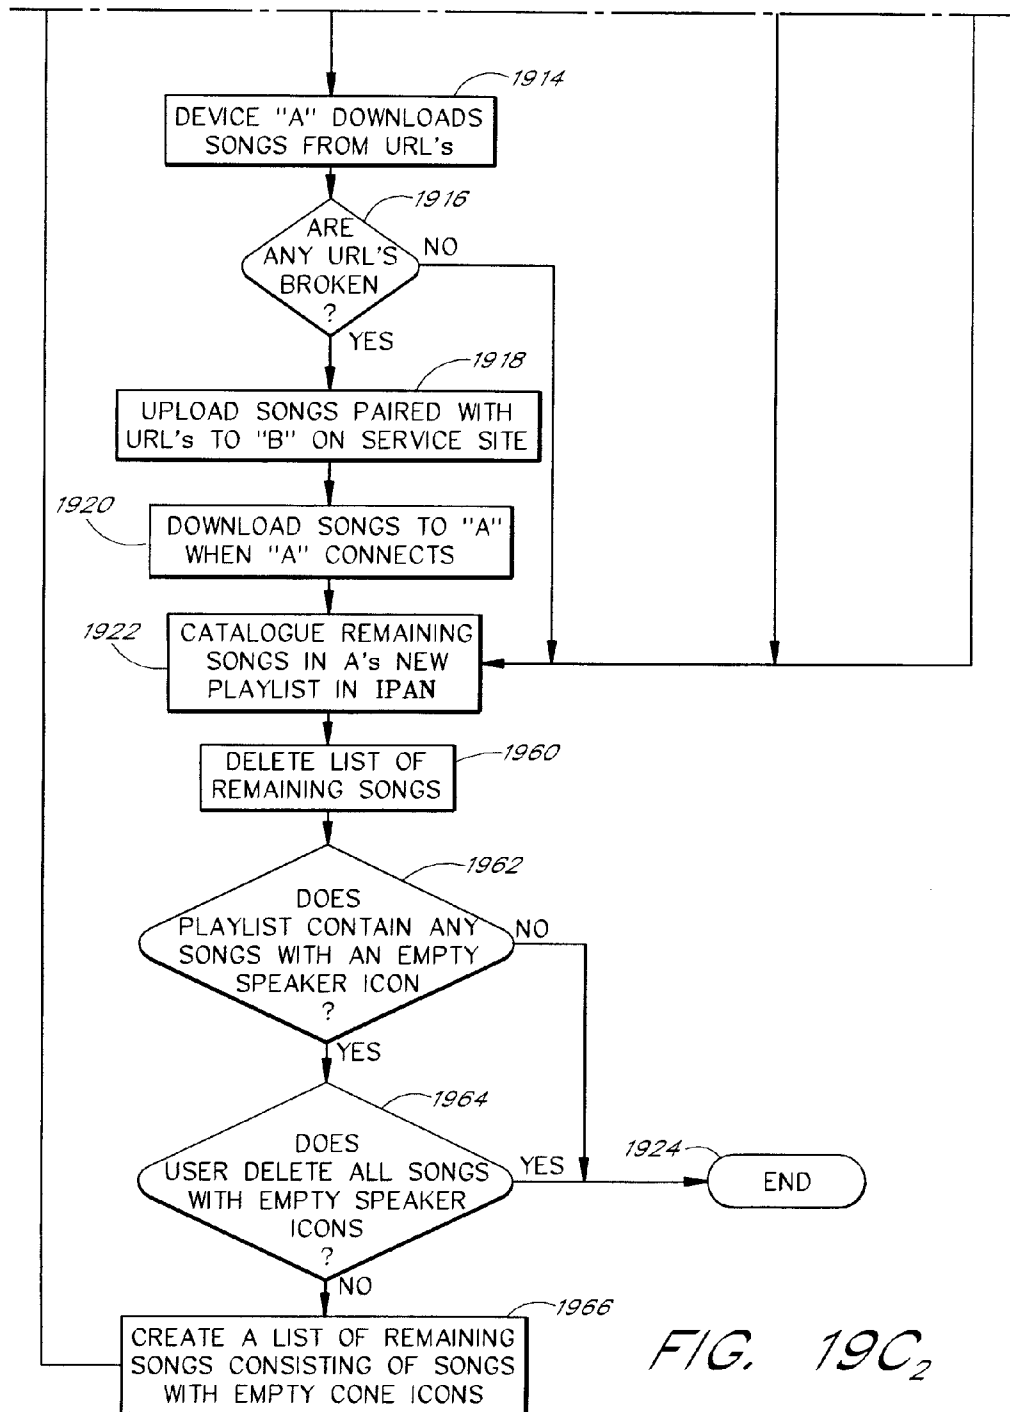 1914
DEVICE "A" DOWNLOADS
SONGS FROM URL's
1916
ARE
ANY URL'S
BROKEN
?
NO
YES
1918
UPLOAD SONGS PAIRED WITH
URL's TO "B" ON SERVICE SITE
1920
DOWNLOAD SONGS TO "A"
WHEN "A" CONNECTS
1922
CATALOGUE REMAINING
SONGS IN A's NEW
PLAYLIST IN IPAN
1960
DELETE LIST OF
REMAINING SONGS
1962
DOES
PLAYLIST CONTAIN ANY
SONGS WITH AN EMPTY
SPEAKER ICON
?
NO
YES
1964
DOES
USER DELETE ALL SONGS
WITH EMPTY SPEAKER
ICONS
?
YES
1924
END
NO
1966
CREATE A LIST OF REMAINING
SONGS CONSISTING OF SONGS
WITH EMPTY CONE ICONS
FIG. 19C2